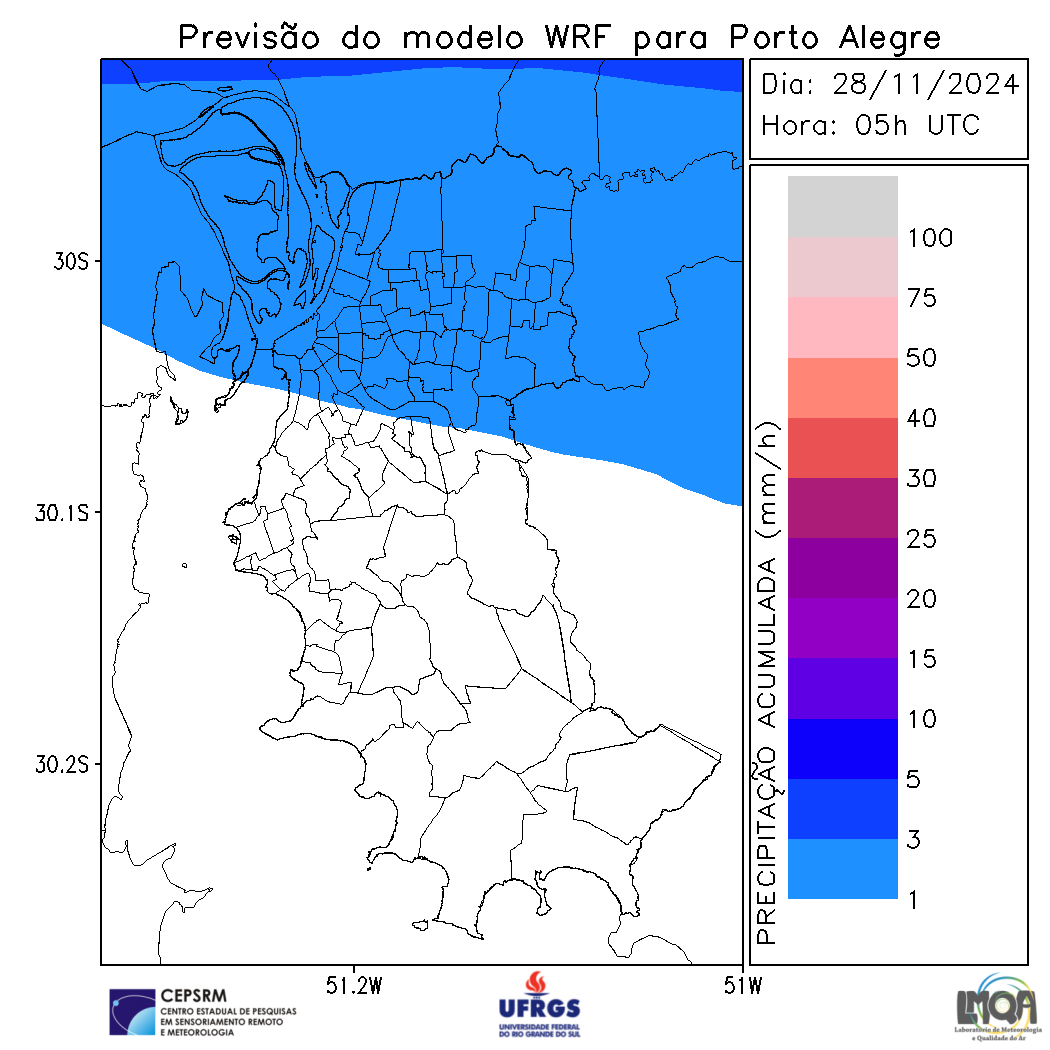 Previsão do modelo WRF para Porto Alegre
Dia: 28/11/2024
Hora: 05h UTC
30S
30.1S
30.2S
51.2W
51W
PRECIPITAÇÃO ACUMULADA (mm/h)
100
75
50
40
30
25
20
15
10
5
3
1
CEPSRM
CENTRO ESTADUAL DE PESQUISAS
EM SENSORIAMENTO REMOTO
E METEOROLOGIA
UFRGS
UNIVERSIDADE FEDERAL
DO RIO GRANDE DO SUL
LMQA
Laboratório de Meteorologia
e Qualidade do Ar